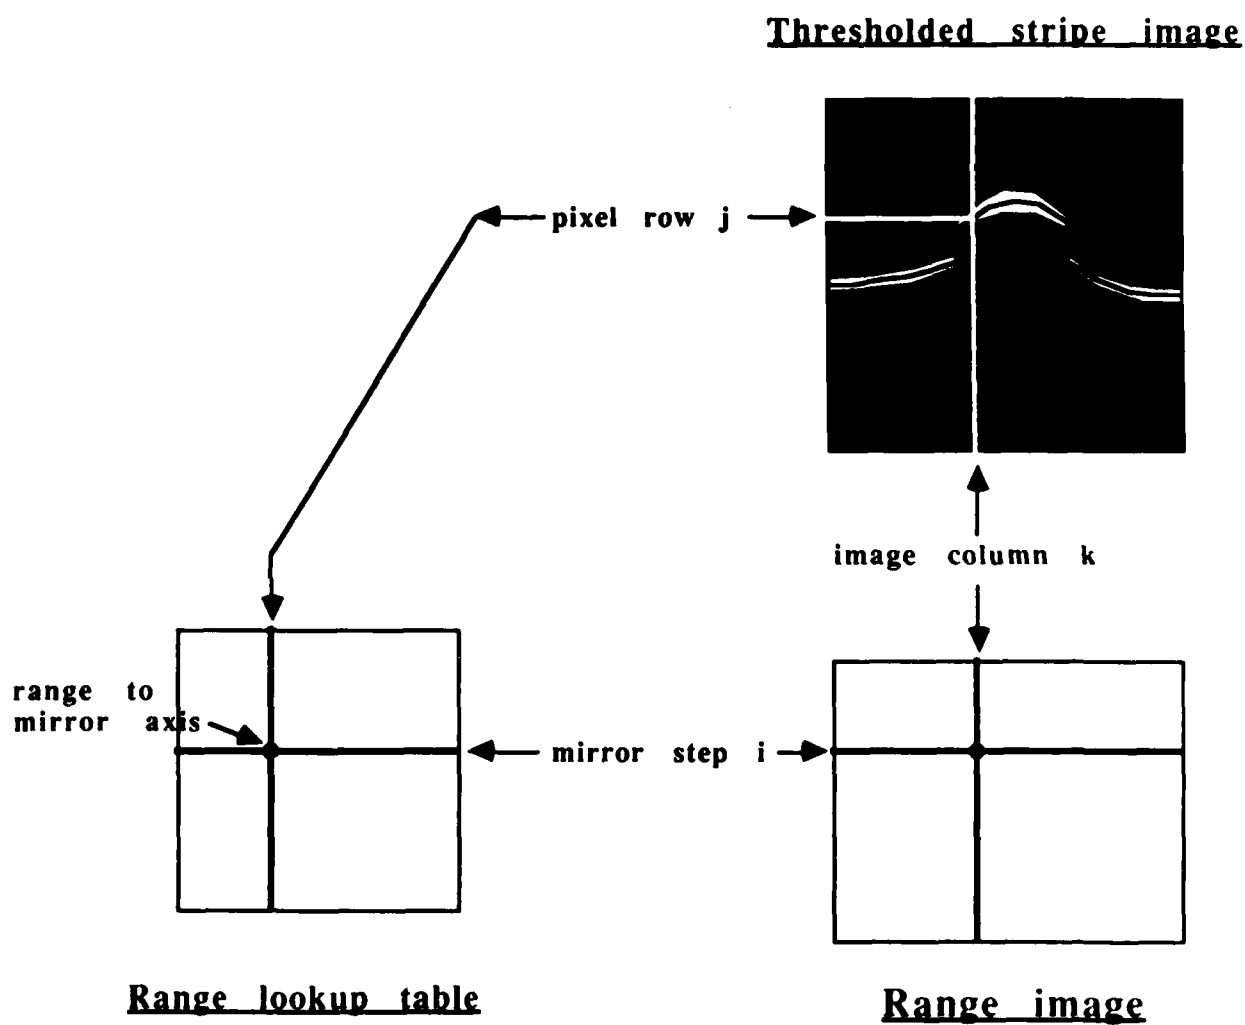 Thresholded stripe image
pixel row j
image column k
range to
mirror axis
mirror step i
Range lookup table
Range image